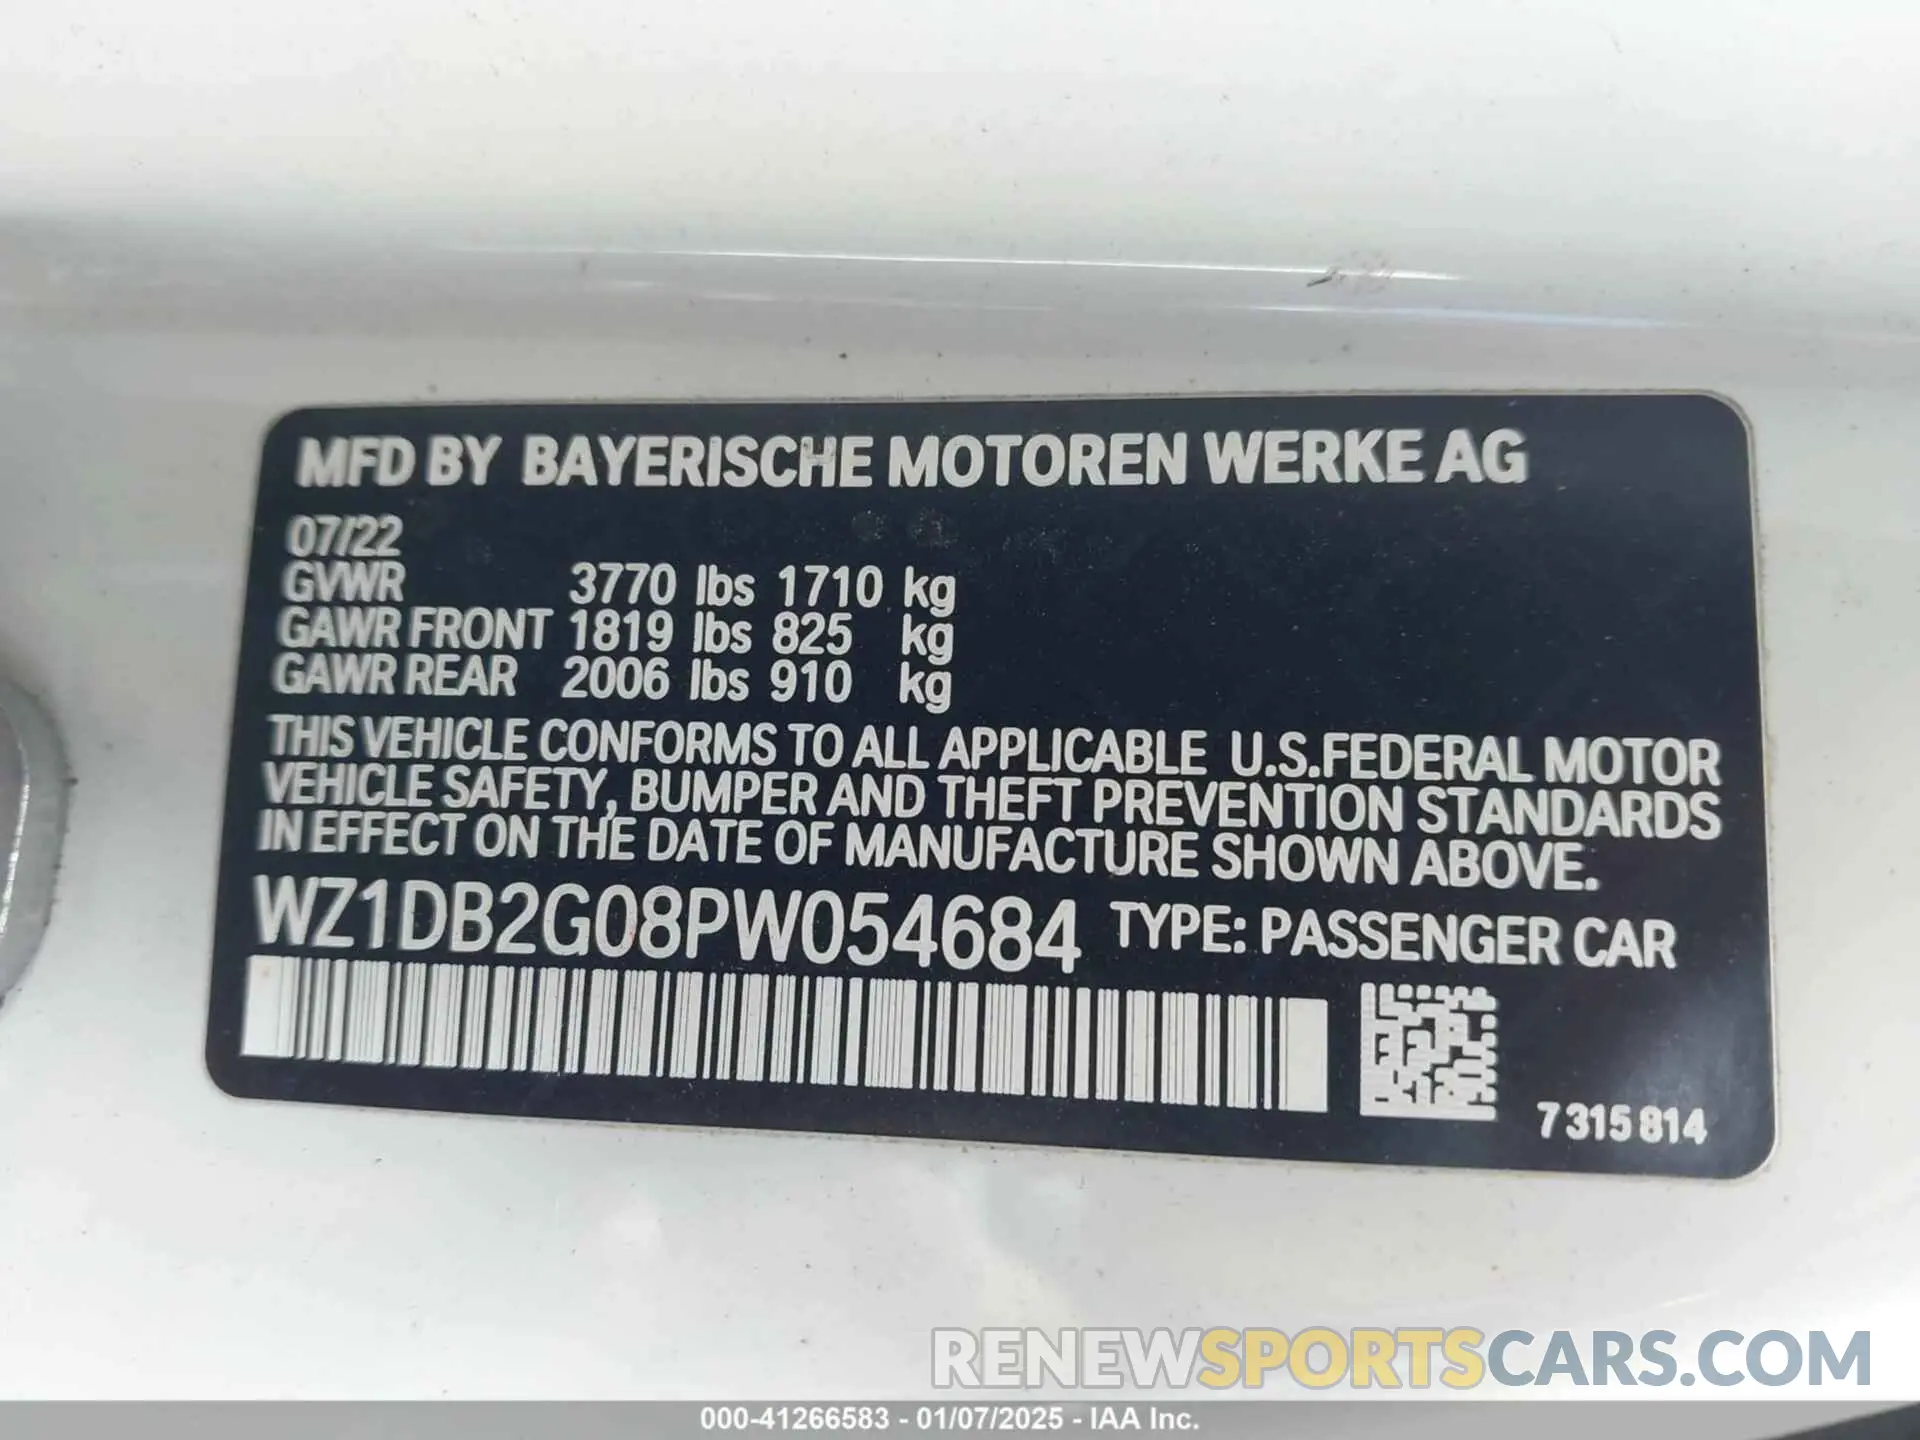 MFD BY BAYERISCHE MOTOREN WERKE AG
07/22
GVWR 3770 lbs 1710 kg
GAWR FRONT 1819 lbs 825 kg
GAWR REAR 2006 lbs 910 kg
THIS VEHICLE CONFORMS TO ALL APPLICABLE U.S.FEDERAL MOTOR
VEHICLE SAFETY, BUMPER AND THEFT PREVENTION STANDARDS
IN EFFECT ON THE DATE OF MANUFACTURE SHOWN ABOVE.
WZ1DB2G08PW054684 TYPE: PASSENGER CAR
7 315 814
RENEWSPORTSCARS.COM
000-41266583 - 01/07/2025 - IAA Inc.